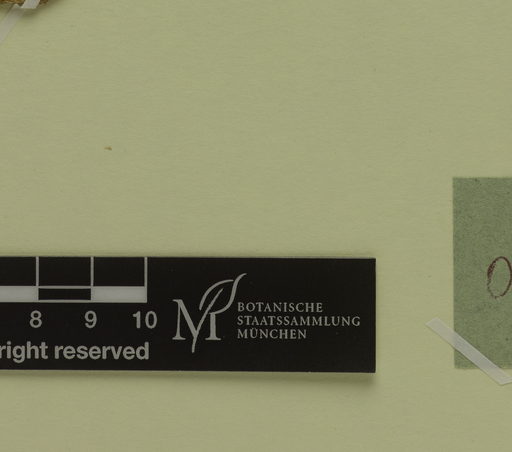 8 9 10
right reserved
BOTANISCHE
STAATSSAMMLUNG
MÜNCHEN